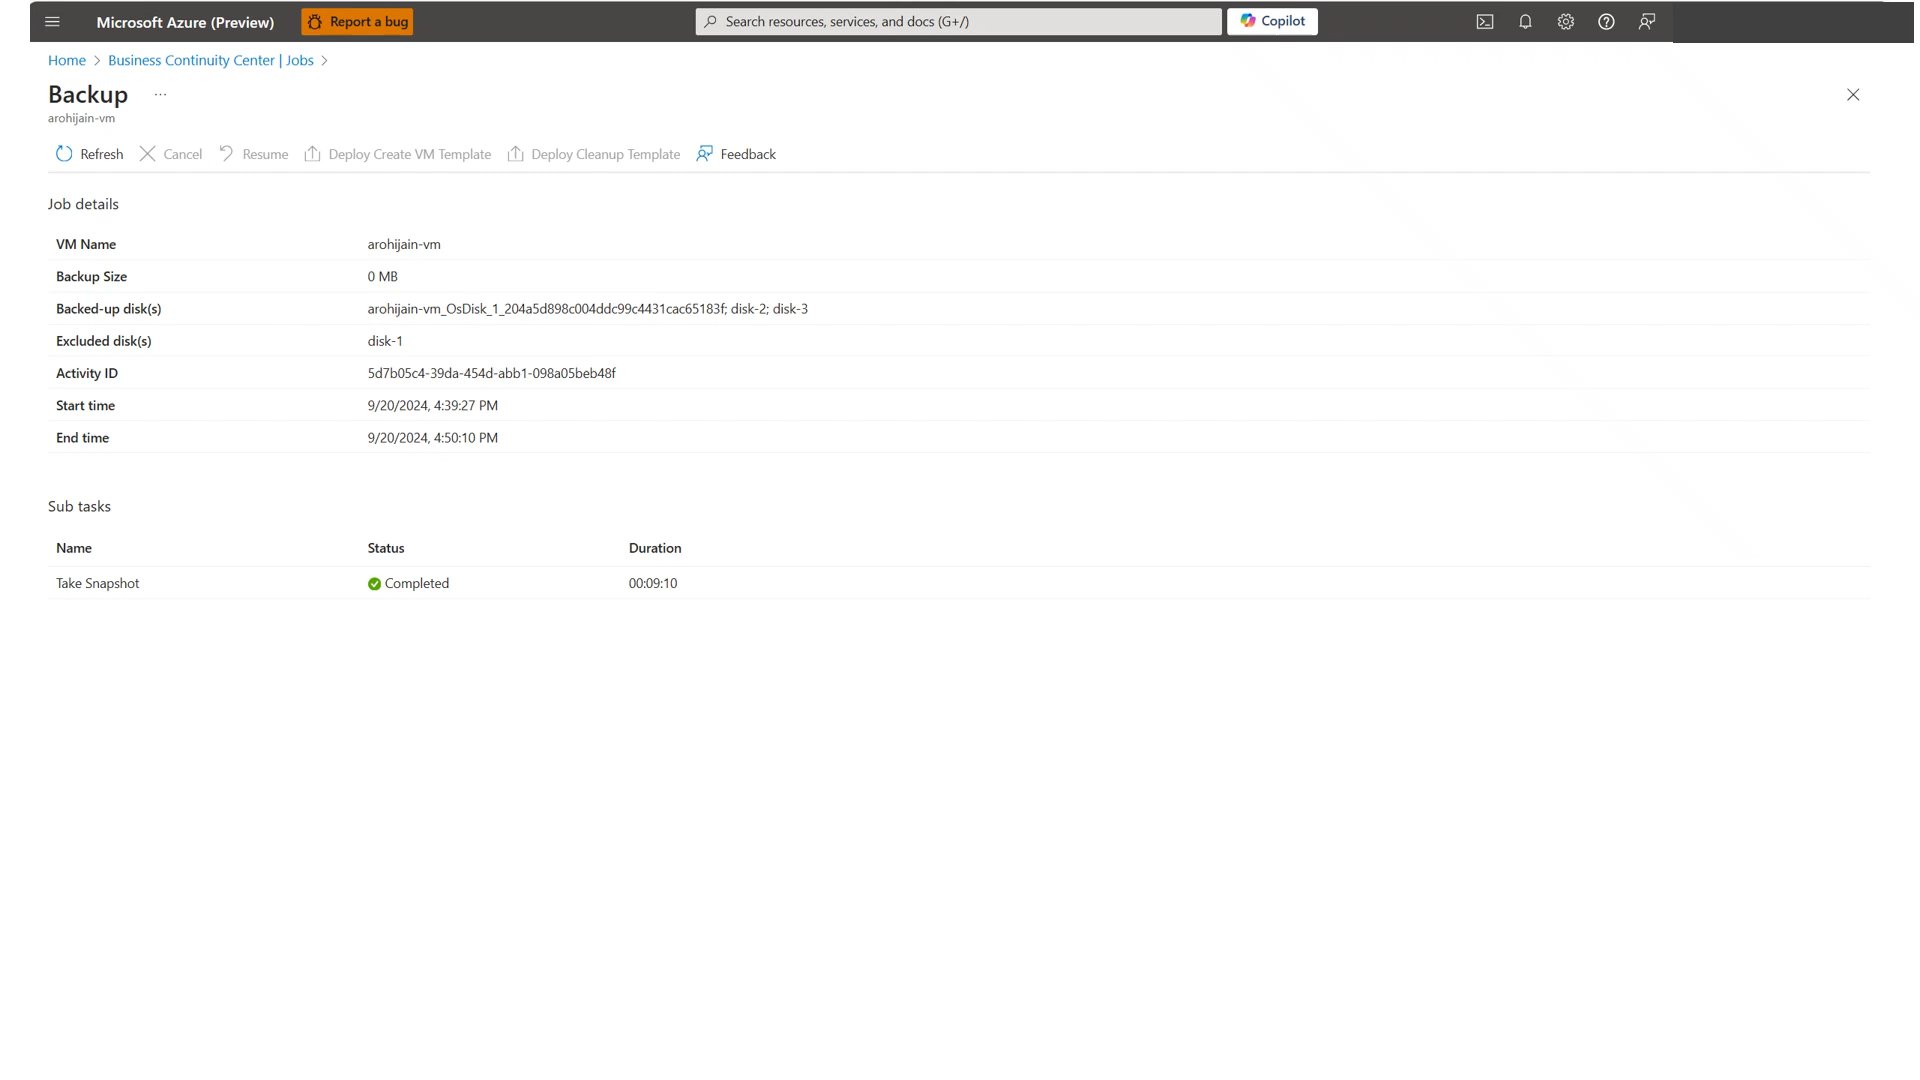 Microsoft Azure (Preview) Report a bug Search resources, services, and docs (G+/) Copilot
Home > Business Continuity Center | Jobs >
Backup ...
arohijain-vm
Refresh Cancel Resume Deploy Create VM Template Deploy Cleanup Template Feedback
Job details
VM Name arohijain-vm
Backup Size 0 MB
Backed-up disk(s) arohijain-vm_OsDisk_1_204a5d898c004ddc99c4431cac65183f; disk-2; disk-3
Excluded disk(s) disk-1
Activity ID 5d7b05c4-39da-454d-abb1-098a05beb48f
Start time 9/20/2024, 4:39:27 PM
End time 9/20/2024, 4:50:10 PM
Sub tasks
Name Status Duration
Take Snapshot Completed 00:09:10